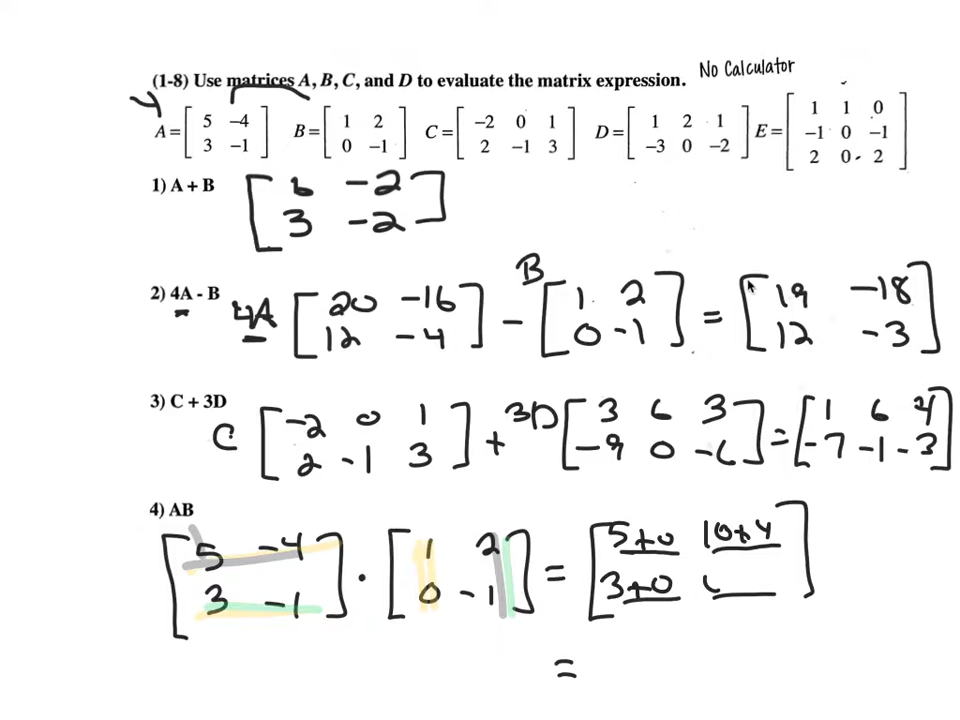 No Calculator
(1-8) Use matrices A, B, C, and D to evaluate the matrix expression.
4
A = [ 5 −4 B = [ 1 2 C = [ −2 0 1 D = [ 1 2 1 E = [ 1 1 0
3 −1 ] 0 −1 ] 2 −1 3 ] −3 0 −2 ] −1 0 −1
2 0 2 ]
1) A + B
[ 6 -2
3 -2 ]
2) 4A - B
4A [ 20 -16 - B [ 1 2 = [ 19 -18
12 -4 ] 0 -1 ] 12 -3 ]
3) C + 3D
C [ -2 0 1 + 3D [ 3 6 3 = [ 1 6 4
2 -1 3 ] -9 0 -6 ] -7 -1 -3 ]
4) AB
[ 5 -4 · [ 1 2 = [ 5+0 10+4
3 -1 ] 0 -1 ] 3+0 ]
=